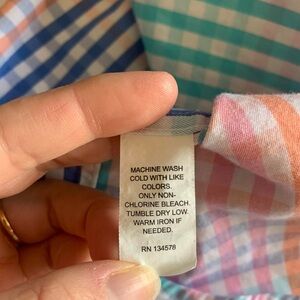 MACHINE WASH
COLD WITH LIKE
COLORS.
ONLY NON-
CHLORINE BLEACH.
TUMBLE DRY LOW.
WARM IRON IF
NEEDED.
RN 134578